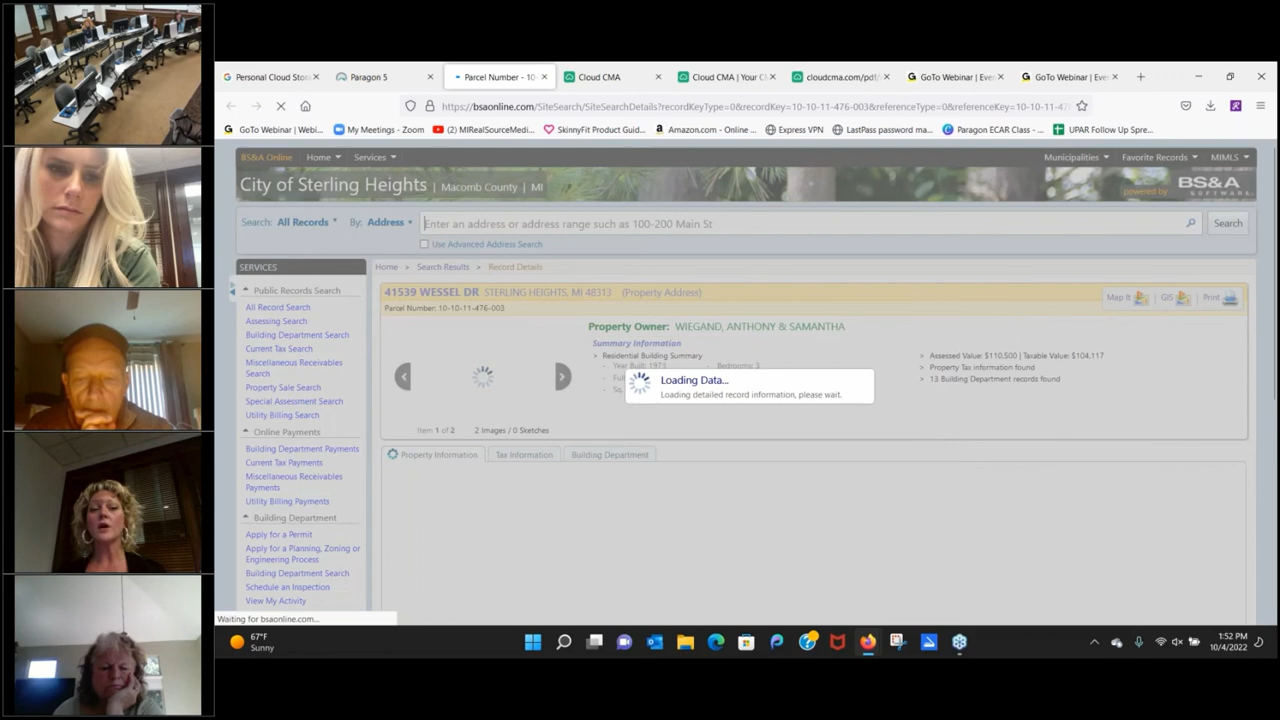 Personal Cloud Stor
Paragon 5
Parcel Number - 10-
Cloud CMA
Cloud CMA | Your C
cloudcma.com/pdf/
GoTo Webinar | Eve
GoTo Webinar | Eve
https://bsaonline.com/SiteSearch/SiteSearchDetails?recordKeyType=0&recordKey=10-10-11-476-003&referenceType=0&referenceKey=10-10-11-47
GoTo Webinar | Webi...
My Meetings - Zoom
(2) MIRealSourceMedi...
SkinnyFit Product Guid...
Amazon.com - Online ...
Express VPN
LastPass password ma...
Paragon ECAR Class - ...
UPAR Follow Up Spre...
BS&A Online
Home
Services
Municipalities
Favorite Records
MIMLS
City of Sterling Heights | Macomb County | MI
powered by BS&A SOFTWARE
Search: All Records By: Address
Enter an address or address range such as 100-200 Main St
Search
Use Advanced Address Search
SERVICES
Public Records Search
All Record Search
Assessing Search
Building Department Search
Current Tax Search
Miscellaneous Receivables
Search
Property Sale Search
Special Assessment Search
Utility Billing Search
Online Payments
Building Department Payments
Current Tax Payments
Miscellaneous Receivables
Payments
Utility Billing Payments
Building Department
Apply for a Permit
Apply for a Planning, Zoning or
Engineering Process
Building Department Search
Schedule an Inspection
View My Activity
Home > Search Results > Record Details
41539 WESSEL DR STERLING HEIGHTS, MI 48313 (Property Address)
Parcel Number: 10-10-11-476-003
Map It | GIS | Print
Property Owner: WIEGAND, ANTHONY & SAMANTHA
Summary Information
> Residential Building Summary
- Year Built: 1973
- Bedrooms: 3
> Assessed Value: $110,500 | Taxable Value: $104,117
> Property Tax information found
> 13 Building Department records found
Loading Data...
Loading detailed record information, please wait.
Item 1 of 2
2 Images / 0 Sketches
Property Information
Tax Information
Building Department
Waiting for bsaonline.com...
67°F
Sunny
1:52 PM
10/4/2022